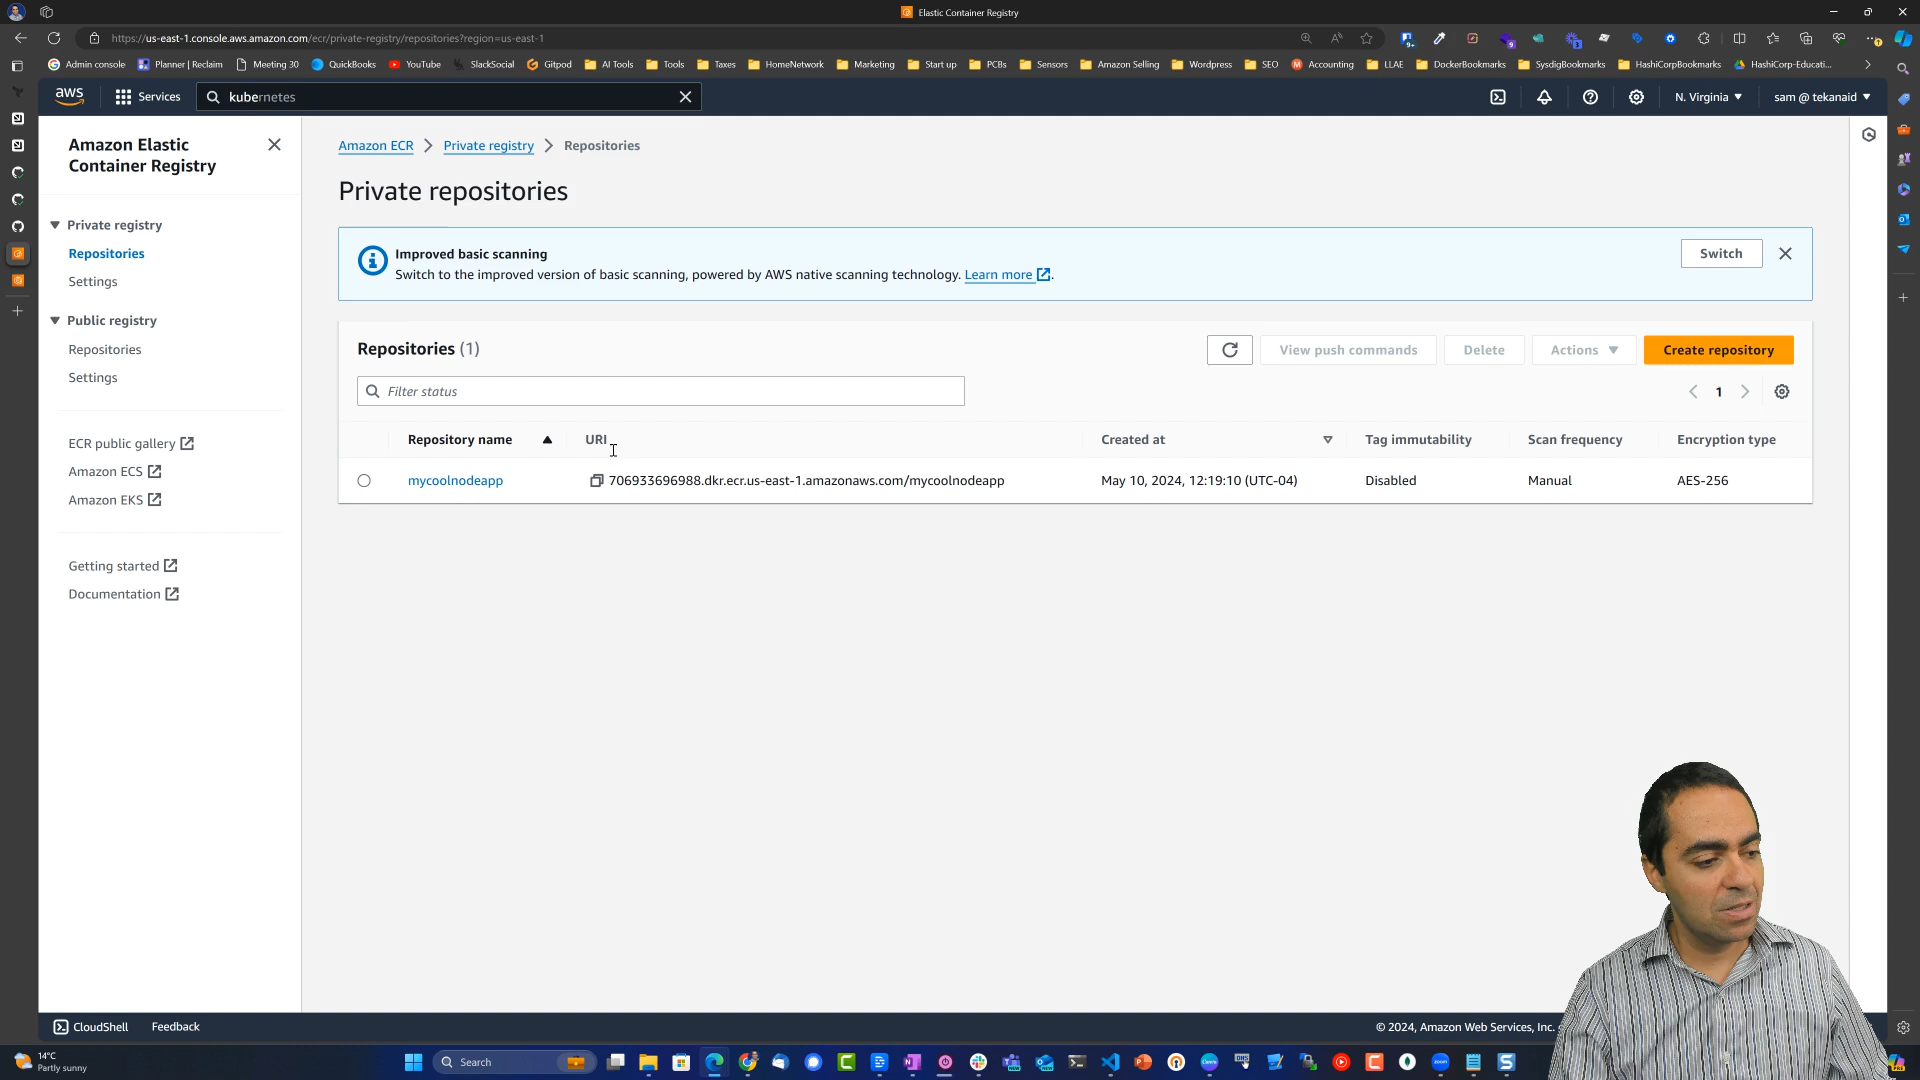 Elastic Container Registry
https://us-east-1.console.aws.amazon.com/ecr/private-registry/repositories?region=us-east-1
Admin console
Planner | Reclaim
Meeting 30
QuickBooks
YouTube
SlackSocial
Gitpod
AI Tools
Tools
Taxes
HomeNetwork
Marketing
Start up
PCBs
Sensors
Amazon Selling
Wordpress
SEO
Accounting
LLAE
DockerBookmarks
SysdigBookmarks
HashiCorpBookmarks
HashiCorp-Educati...
aws
Services
kubernetes
N. Virginia
sam @ tekanaid
Amazon Elastic
Container Registry
Private registry
Repositories
Settings
Public registry
Repositories
Settings
ECR public gallery
Amazon ECS
Amazon EKS
Getting started
Documentation
Amazon ECR
Private registry
Repositories
Private repositories
Improved basic scanning
Switch to the improved version of basic scanning, powered by AWS native scanning technology. Learn more.
Switch
Repositories (1)
View push commands
Delete
Actions
Create repository
Filter status
1
Repository name
URI
Created at
Tag immutability
Scan frequency
Encryption type
mycoolnodeapp
706933696988.dkr.ecr.us-east-1.amazonaws.com/mycoolnodeapp
May 10, 2024, 12:19:10 (UTC-04)
Disabled
Manual
AES-256
CloudShell
Feedback
© 2024, Amazon Web Services, Inc.
14°C
Partly sunny
Search